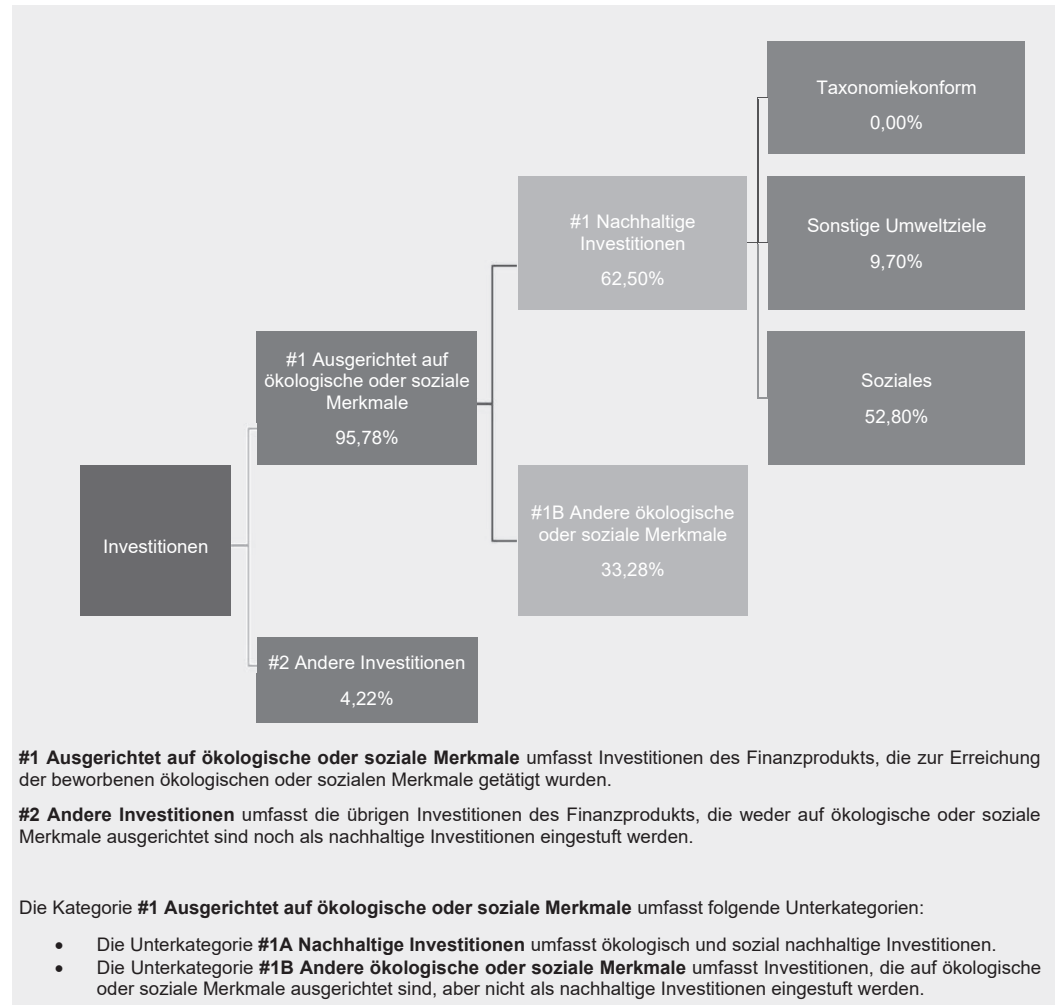 Taxonomiekonform
0,00%
#1 Nachhaltige
Investitionen
62,50%
Sonstige Umweltziele
9,70%
#1 Ausgerichtet auf
ökologische oder soziale
Merkmale
95,78%
Soziales
52,80%
Investitionen
#1B Andere ökologische
oder soziale Merkmale
33,28%
#2 Andere Investitionen
4,22%
#1 Ausgerichtet auf ökologische oder soziale Merkmale umfasst Investitionen des Finanzprodukts, die zur Erreichung
der beworbenen ökologischen oder sozialen Merkmale getätigt wurden.
#2 Andere Investitionen umfasst die übrigen Investitionen des Finanzprodukts, die weder auf ökologische oder soziale
Merkmale ausgerichtet sind noch als nachhaltige Investitionen eingestuft werden.
Die Kategorie #1 Ausgerichtet auf ökologische oder soziale Merkmale umfasst folgende Unterkategorien:
• Die Unterkategorie #1A Nachhaltige Investitionen umfasst ökologisch und sozial nachhaltige Investitionen.
• Die Unterkategorie #1B Andere ökologische oder soziale Merkmale umfasst Investitionen, die auf ökologische
oder soziale Merkmale ausgerichtet sind, aber nicht als nachhaltige Investitionen eingestuft werden.